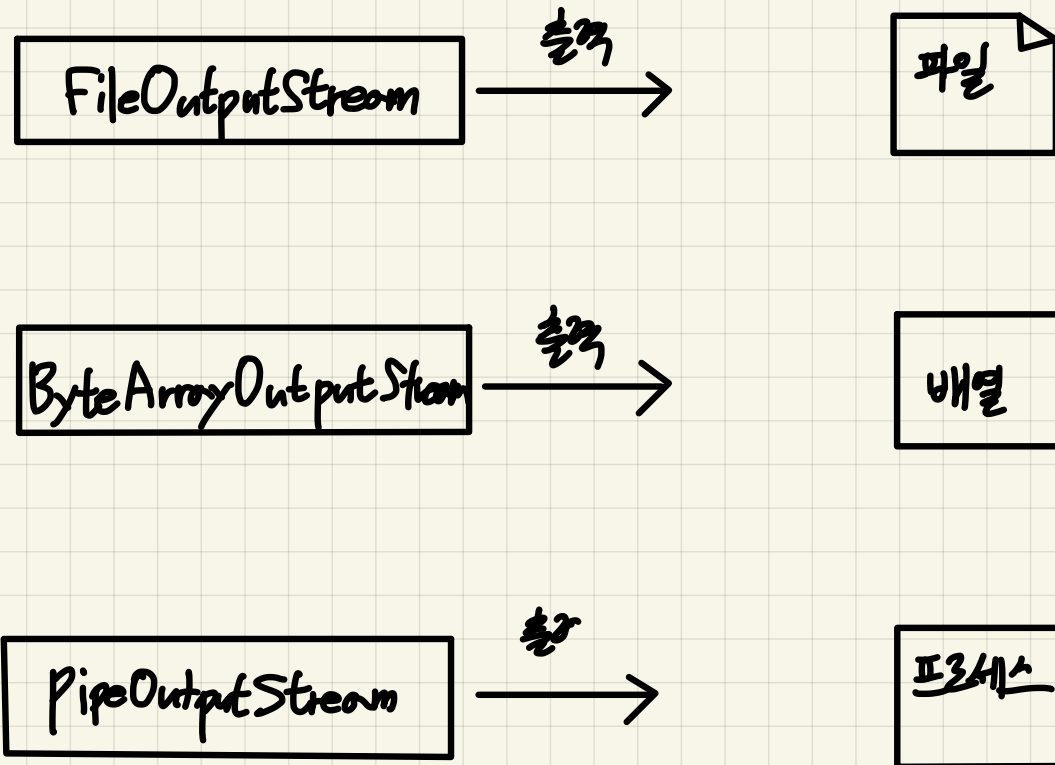 출력
FileOutputStream
파일
출력
ByteArrayOutputStream
배열
출력
PipeOutputStream
프로세스